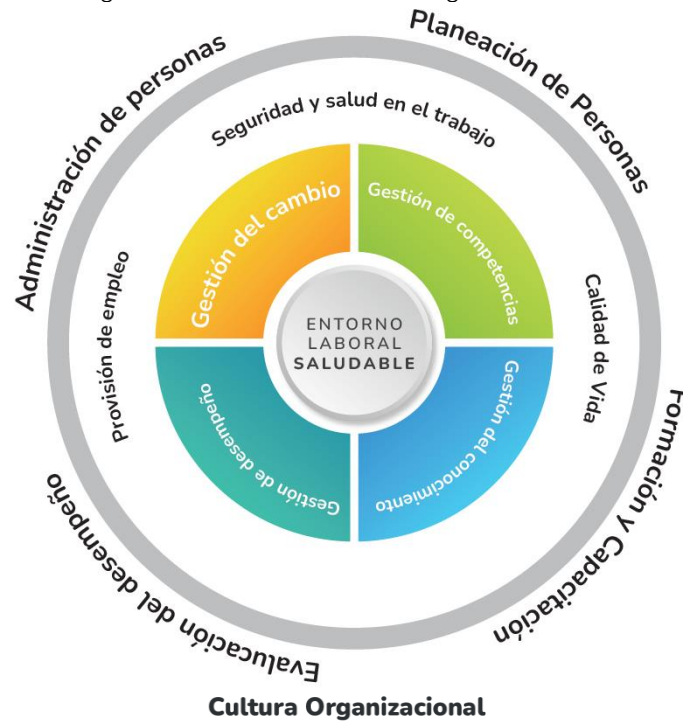 Administración de personas
Planeación de Personas
Seguridad y salud en el trabajo
Gestión del cambio
Gestión de competencias
Provisión de empleo
Calidad de Vida
ENTORNO
LABORAL
SALUDABLE
Gestión de desempeño
Gestión del conocimiento
Evalucación del desempeño
Formación y Capacitación
Cultura Organizacional